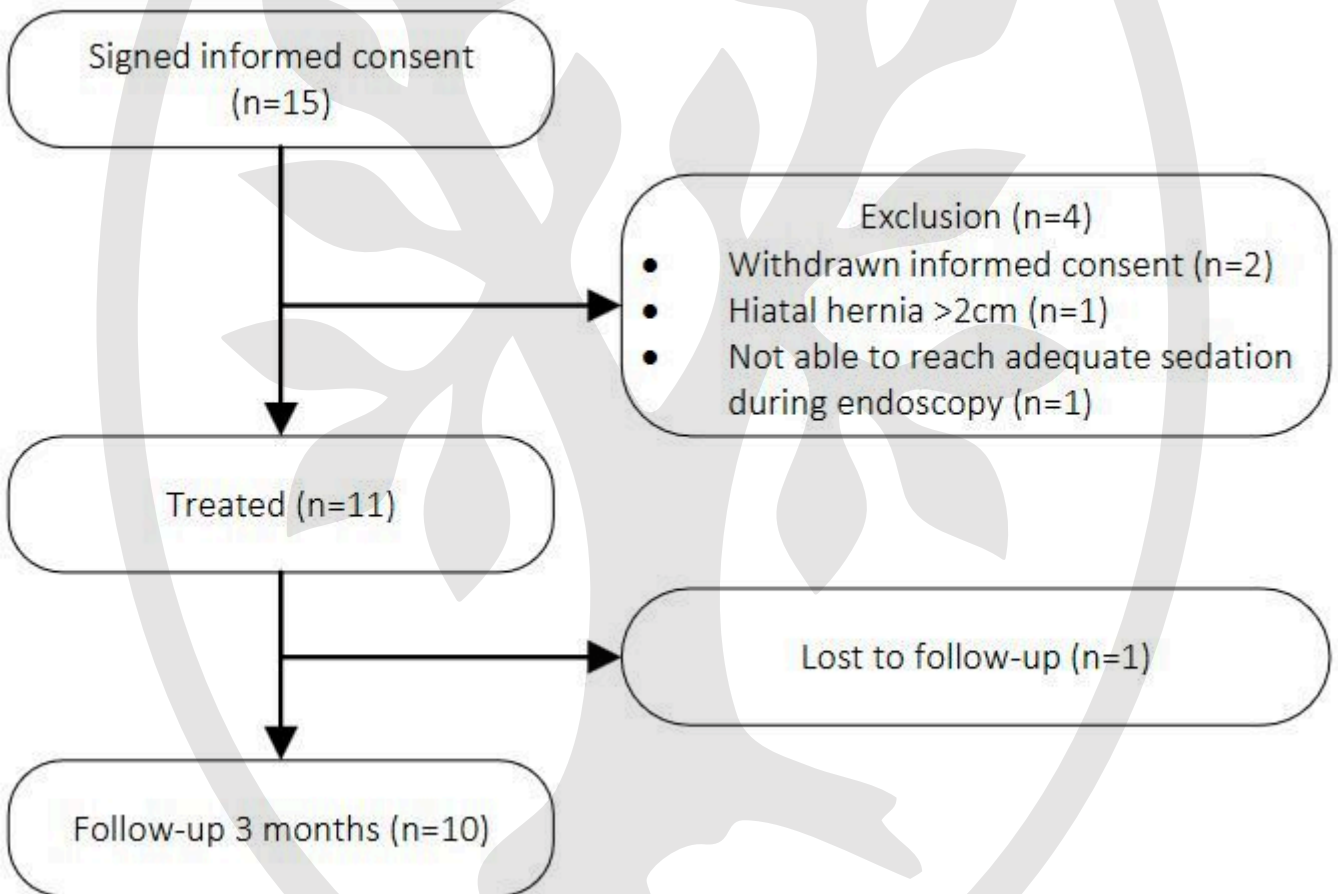 Signed informed consent
(n=15)
Exclusion (n=4)
● Withdrawn informed consent (n=2)
● Hiatal hernia >2cm (n=1)
● Not able to reach adequate sedation
during endoscopy (n=1)
Treated (n=11)
Lost to follow-up (n=1)
Follow-up 3 months (n=10)